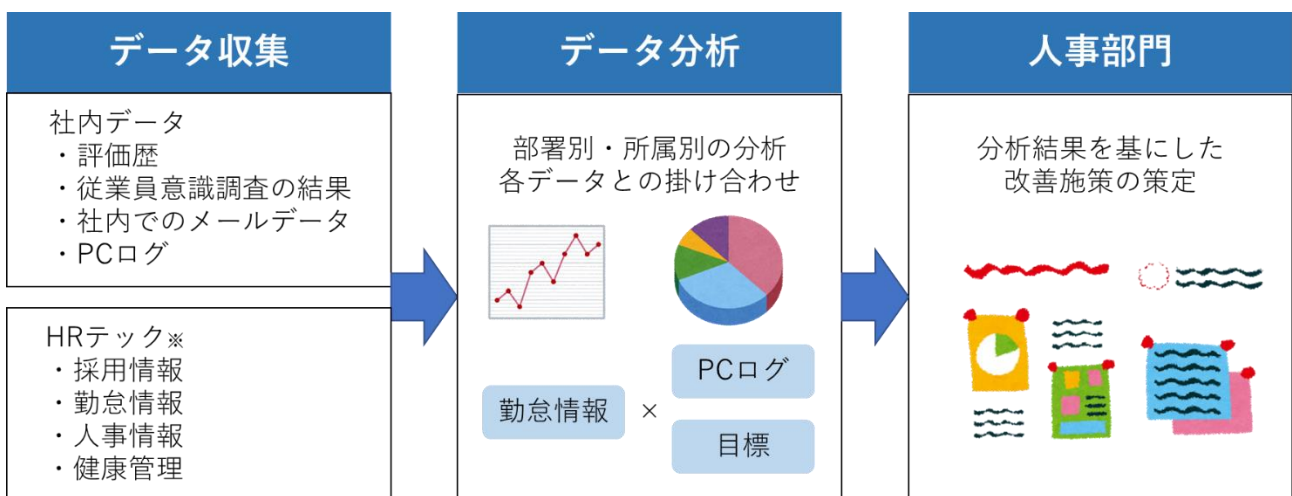 データ収集
社内データ
・評価歴
・従業員意識調査の結果
・社内でのメールデータ
・PCログ
HRテック※
・採用情報
・勤怠情報
・人事情報
・健康管理
データ分析
部署別・所属別の分析
各データとの掛け合わせ
勤怠情報
×
PCログ
目標
人事部門
分析結果を基にした
改善施策の策定